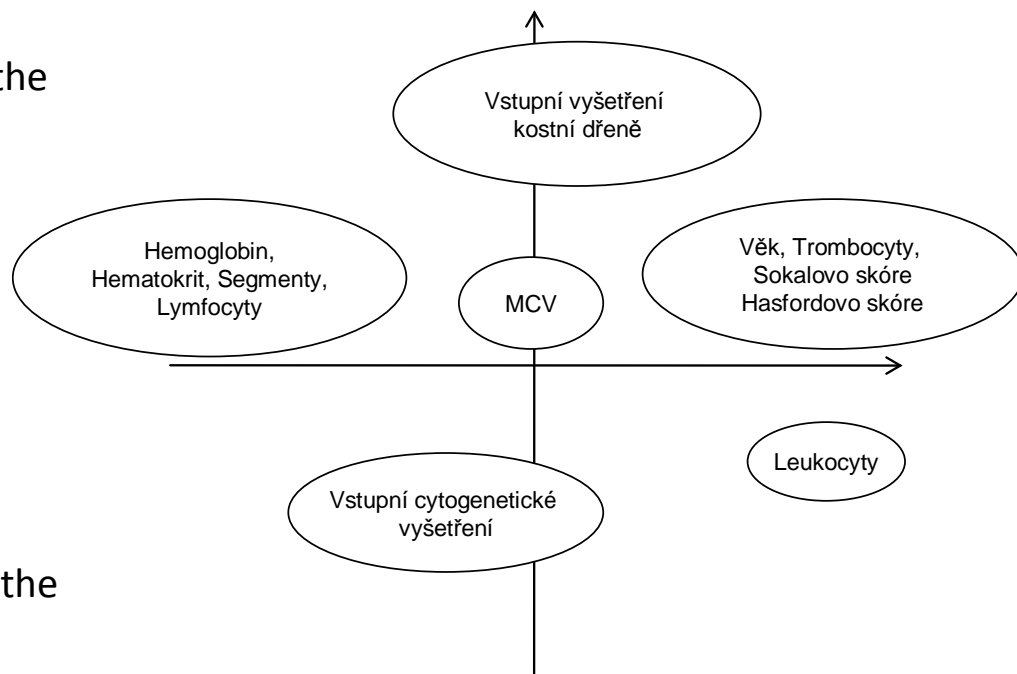 the
Vstupní vyšetření
kostní dřeně
Hemoglobin,
Hematokrit, Segmenty,
Lymfocyty
MCV
Věk, Trombocyty,
Sokalovo skóre
Hasfordovo skóre
Leukocyty
Vstupní cytogenetické
vyšetření
the